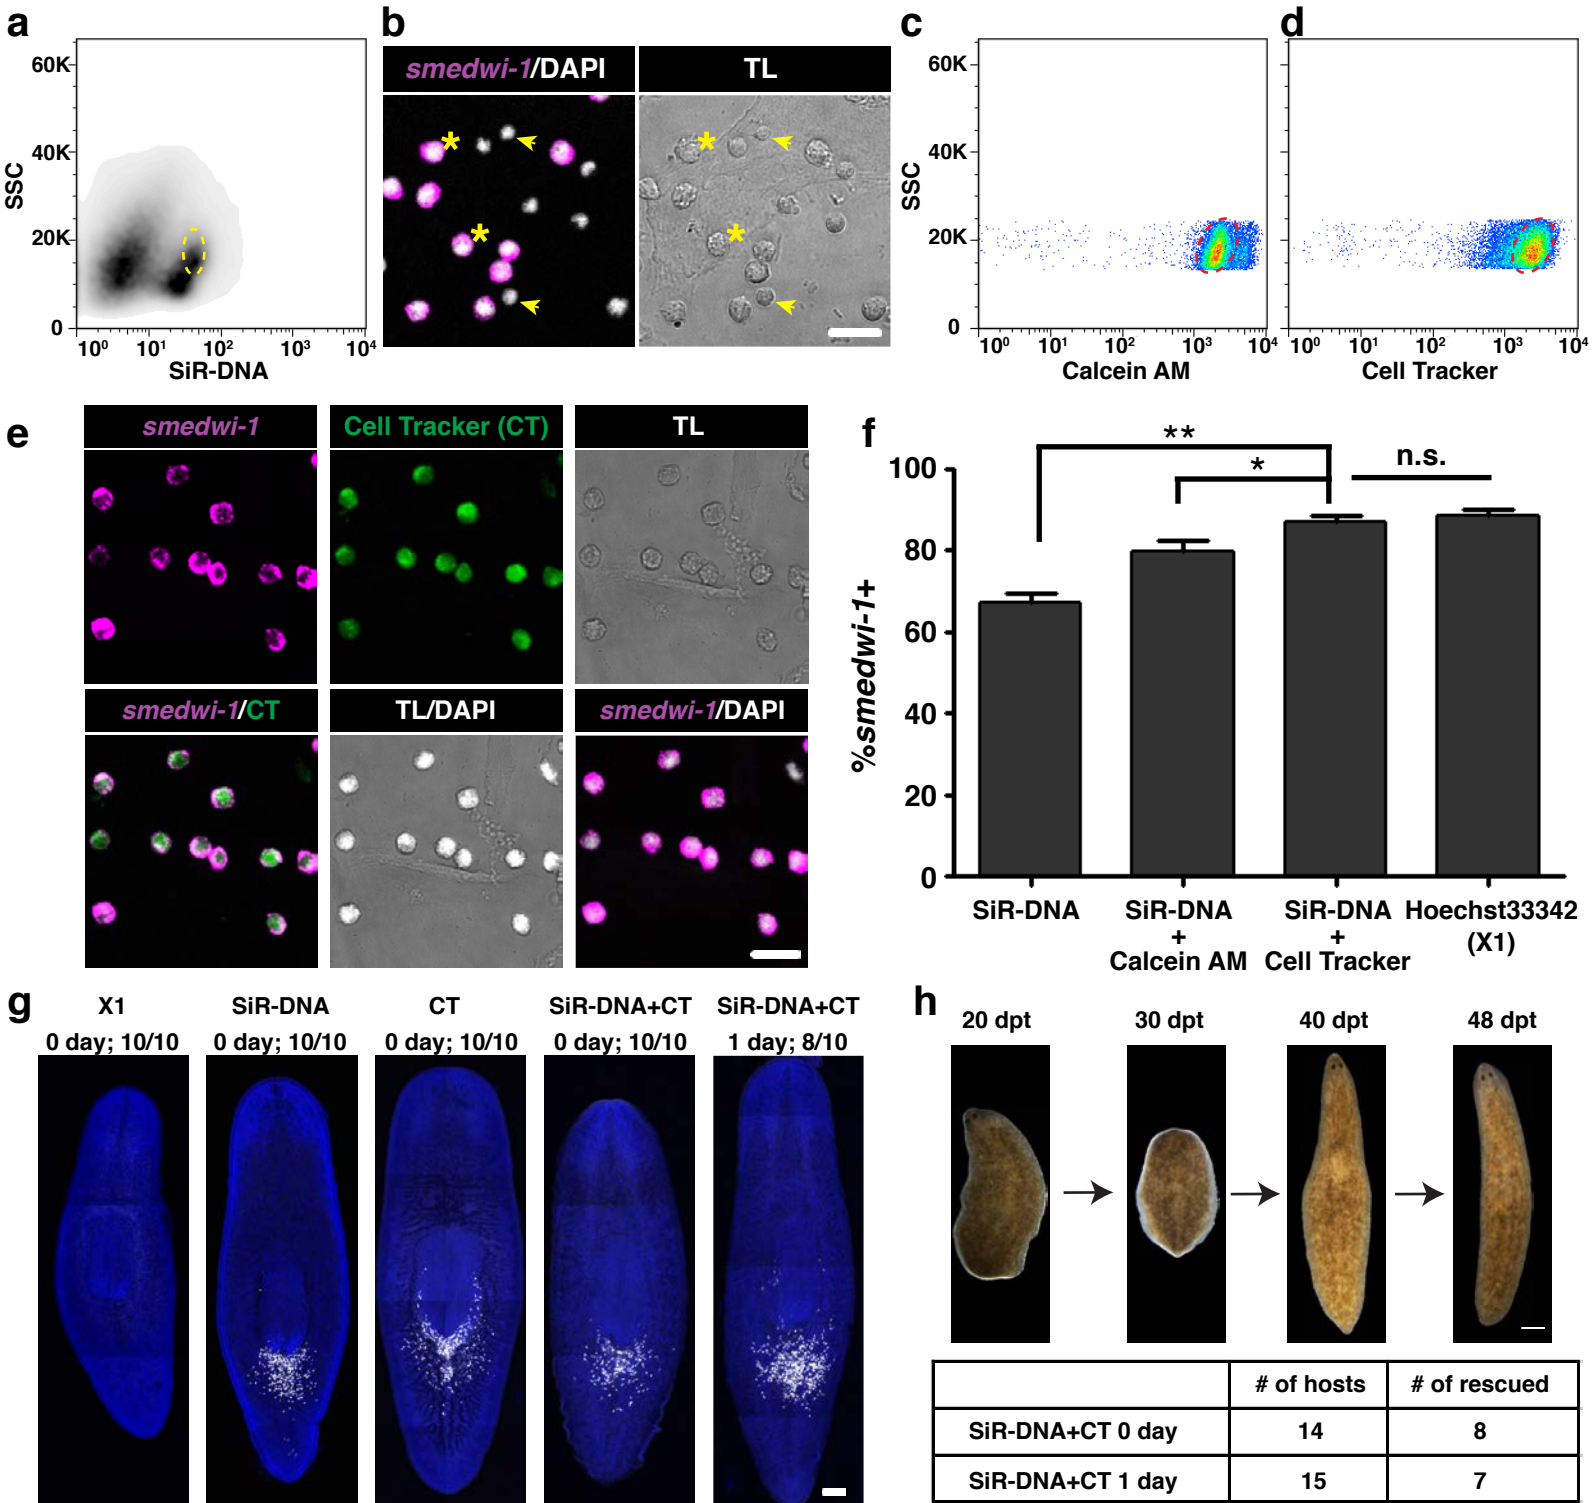 a
60K
40K
20K
0
SSC
10⁰ 10¹ 10² 10³ 10⁴
SiR-DNA
b
smedwi-1/DAPI
TL
*
*
*
*
c
60K
40K
20K
0
SSC
10⁰ 10¹ 10² 10³ 10⁴
Calcein AM
d
10⁰ 10¹ 10² 10³ 10⁴
Cell Tracker
e
smedwi-1
Cell Tracker (CT)
TL
smedwi-1/CT
TL/DAPI
smedwi-1/DAPI
f
**
*
n.s.
100
80
60
40
20
0
%smedwi-1+
SiR-DNA
SiR-DNA
+
Calcein AM
SiR-DNA
+
Cell Tracker
Hoechst33342
(X1)
g
X1
0 day; 10/10
SiR-DNA
0 day; 10/10
CT
0 day; 10/10
SiR-DNA+CT
0 day; 10/10
SiR-DNA+CT
1 day; 8/10
h
20 dpt
30 dpt
40 dpt
48 dpt
# of hosts # of rescued
SiR-DNA+CT 0 day 14 8
SiR-DNA+CT 1 day 15 7